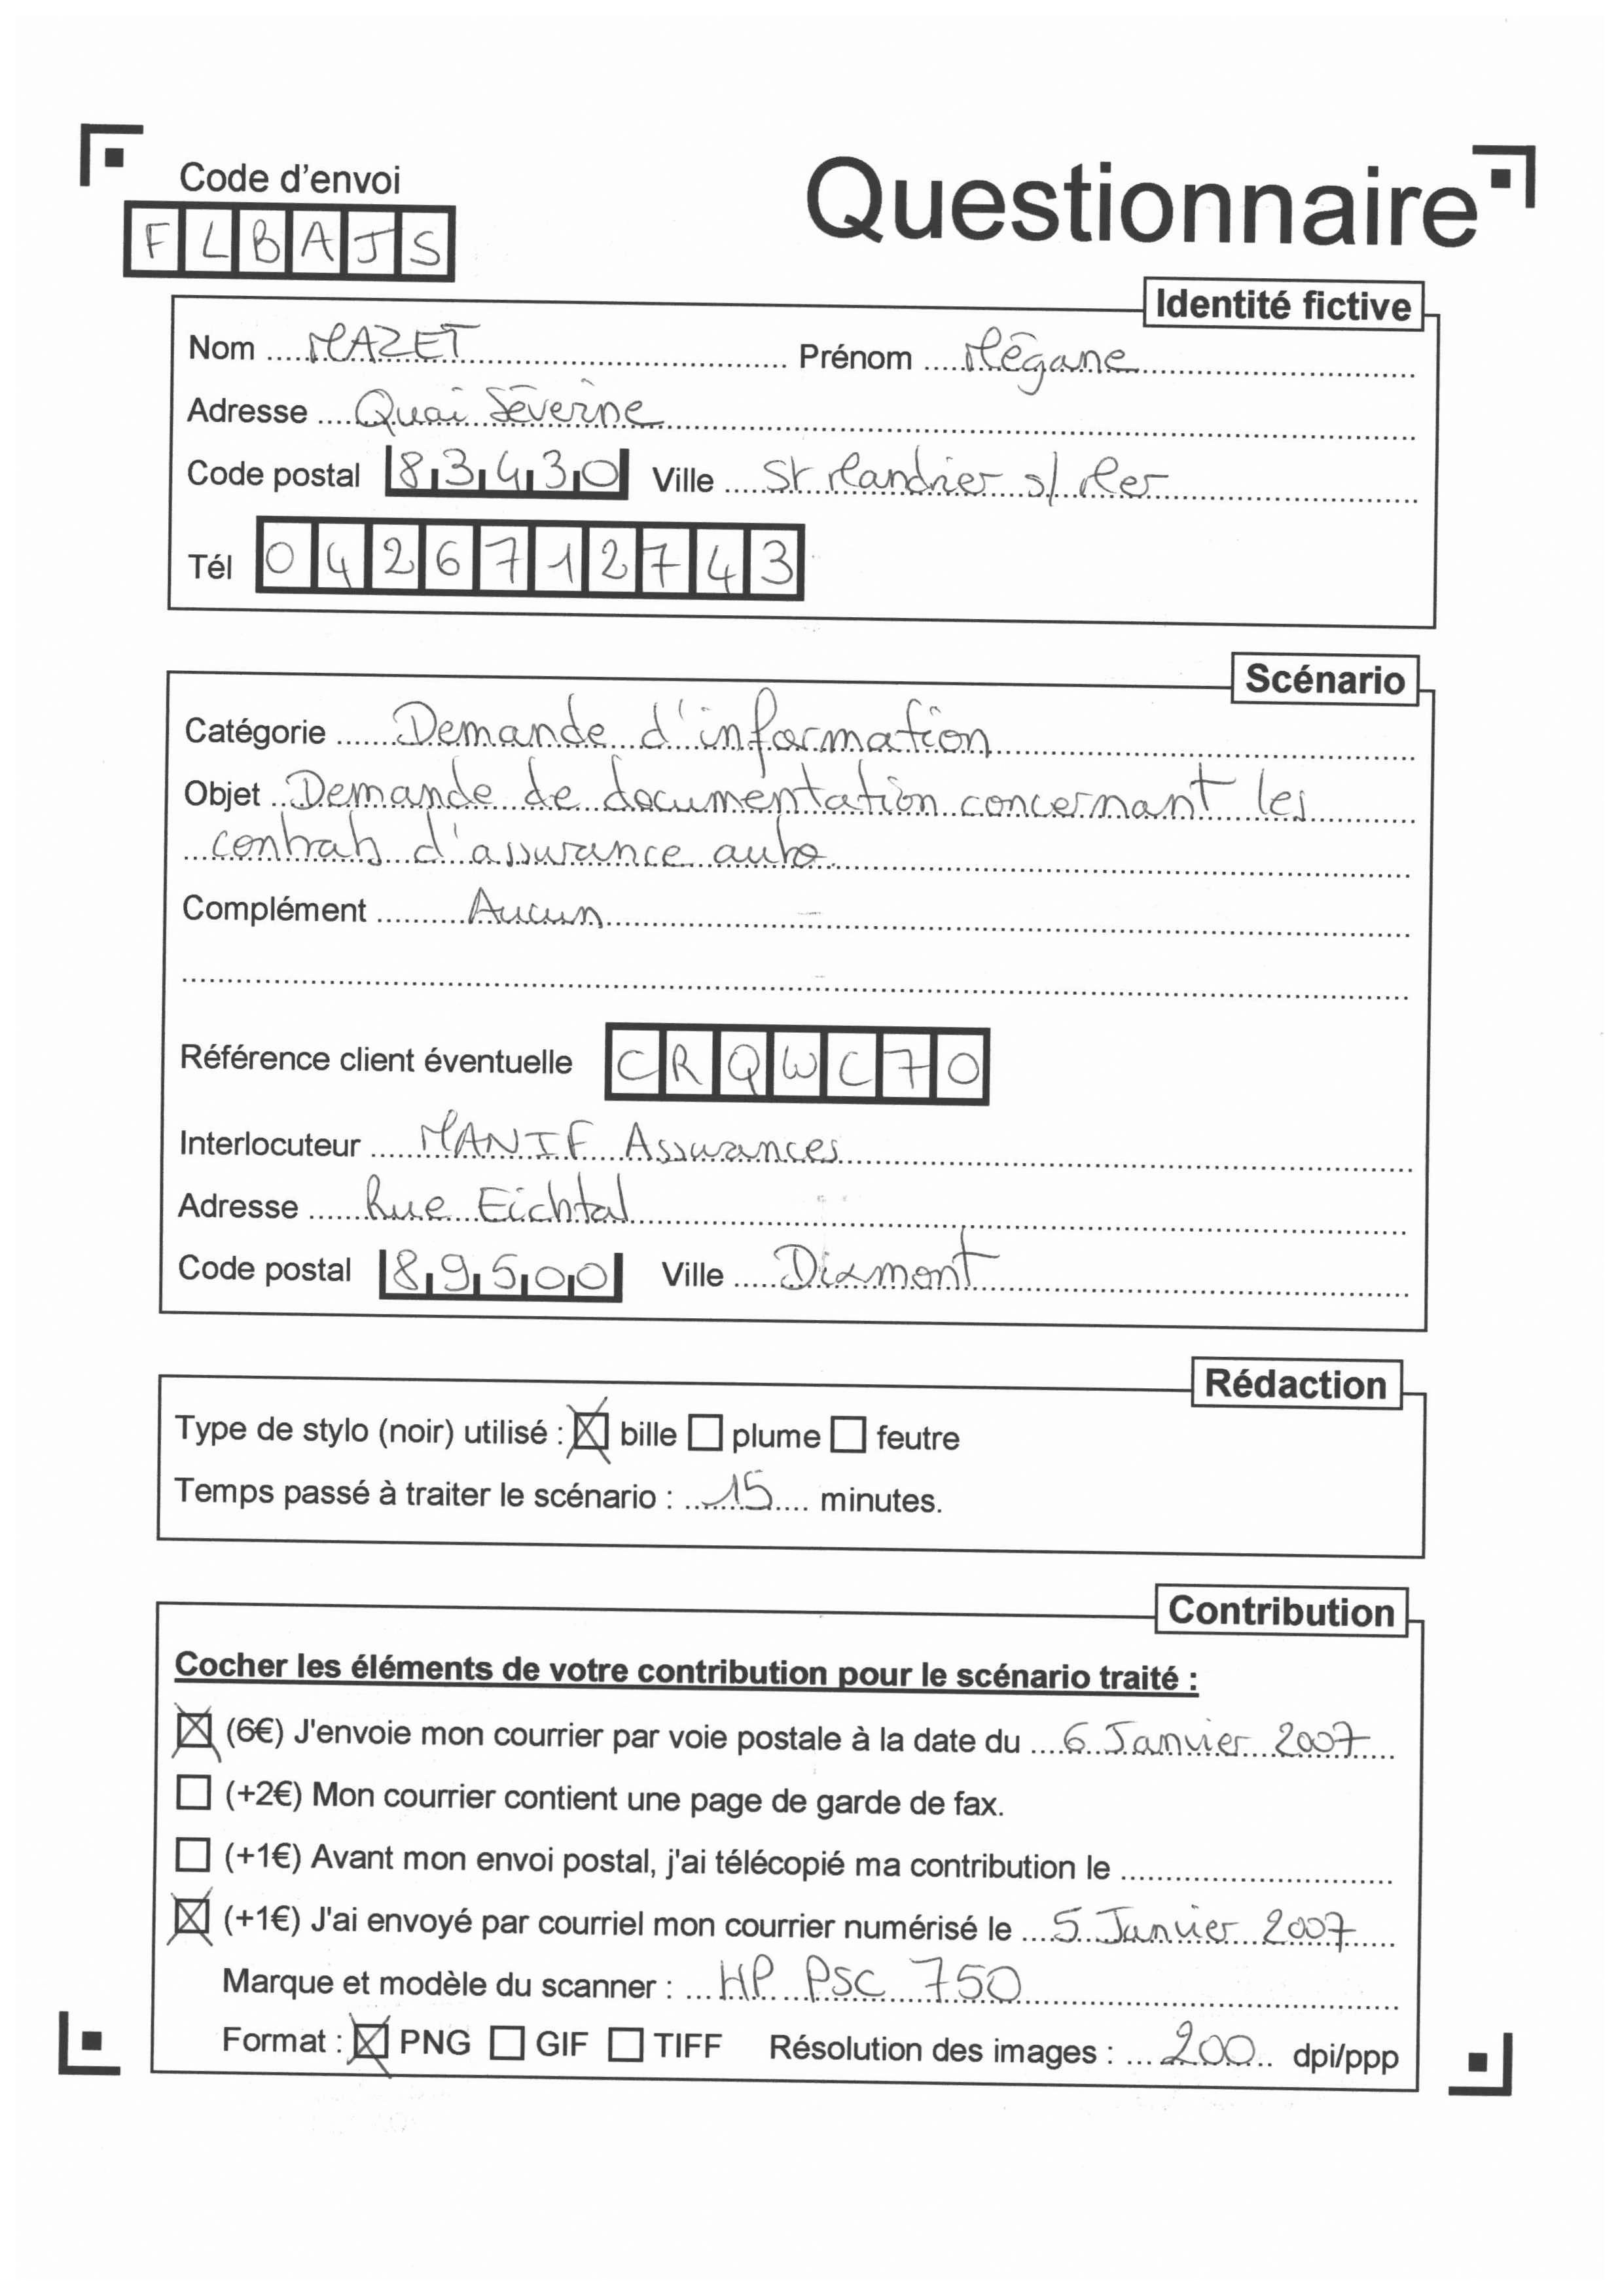 Code d'envoi
Questionnaire
FLBAJS
Identité fictive
Nom MAZET Prénom Mégane
Adresse Quai Séverine
Code postal 83430 Ville St Mandrier s/ Mer
Tél 0426712743
Scénario
Catégorie Demande d'information
Objet Demande de documentation concernant les
contrats d'assurance auto.
Complément Aucun
Référence client éventuelle CRQWC70
Interlocuteur MANIF Assurances
Adresse Rue Eichtal
Code postal 89500 Ville Dixmont
Rédaction
Type de stylo (noir) utilisé : ☒ bille ☐ plume ☐ feutre
Temps passé à traiter le scénario : 15 minutes.
Contribution
Cocher les éléments de votre contribution pour le scénario traité :
☒ (6€) J'envoie mon courrier par voie postale à la date du 6 Janvier 2007
☐ (+2€) Mon courrier contient une page de garde de fax.
☐ (+1€) Avant mon envoi postal, j'ai télécopié ma contribution le
☒ (+1€) J'ai envoyé par courriel mon courrier numérisé le 5 Janvier 2007
Marque et modèle du scanner : HP PSC 750
Format : ☒ PNG ☐ GIF ☐ TIFF Résolution des images : 200 dpi/ppp